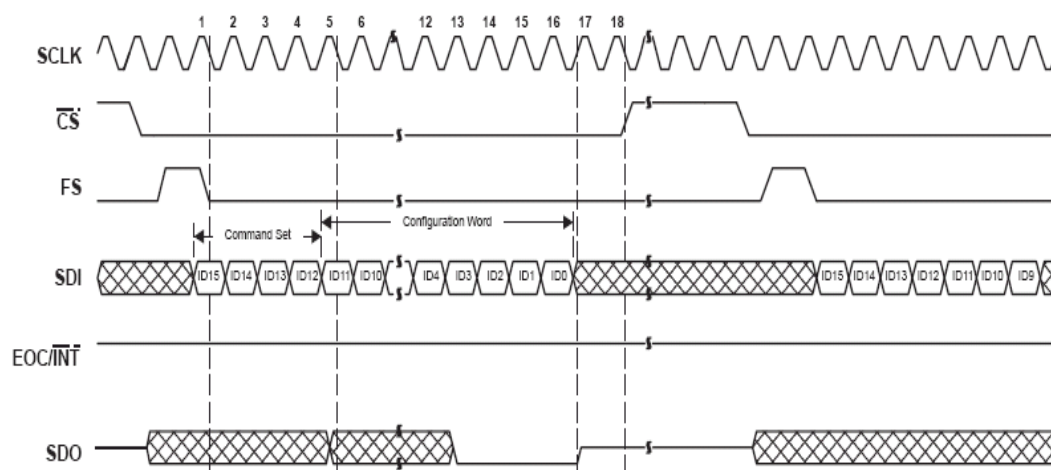 1 2 3 4 5 6 12 13 14 15 16 17 18
SCLK
CS
FS
Command Set
Configuration Word
SDI ID15 ID14 ID13 ID12 ID11 ID10 ID4 ID3 ID2 ID1 ID0 ID15 ID14 ID13 ID12 ID11 ID10 ID9
EOC/INT
SDO